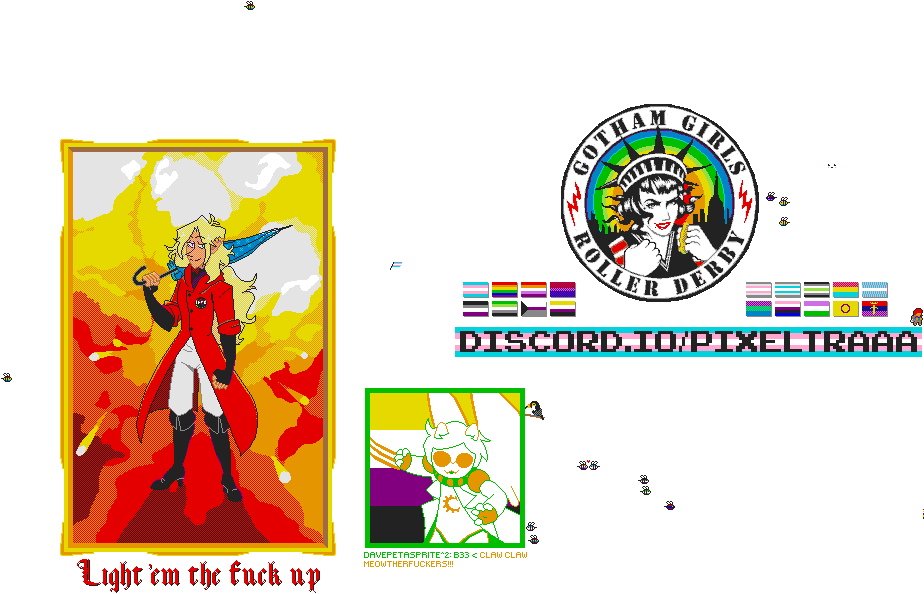 GOTHAM GIRLS
ROLLER DERBY
DISCORD.IO/PIXELTRAAA
DAVEPETASPRITE^2: B33 < CLAW CLAW
MEOWTHERFUCKERS!!!
Light 'em the fuck up